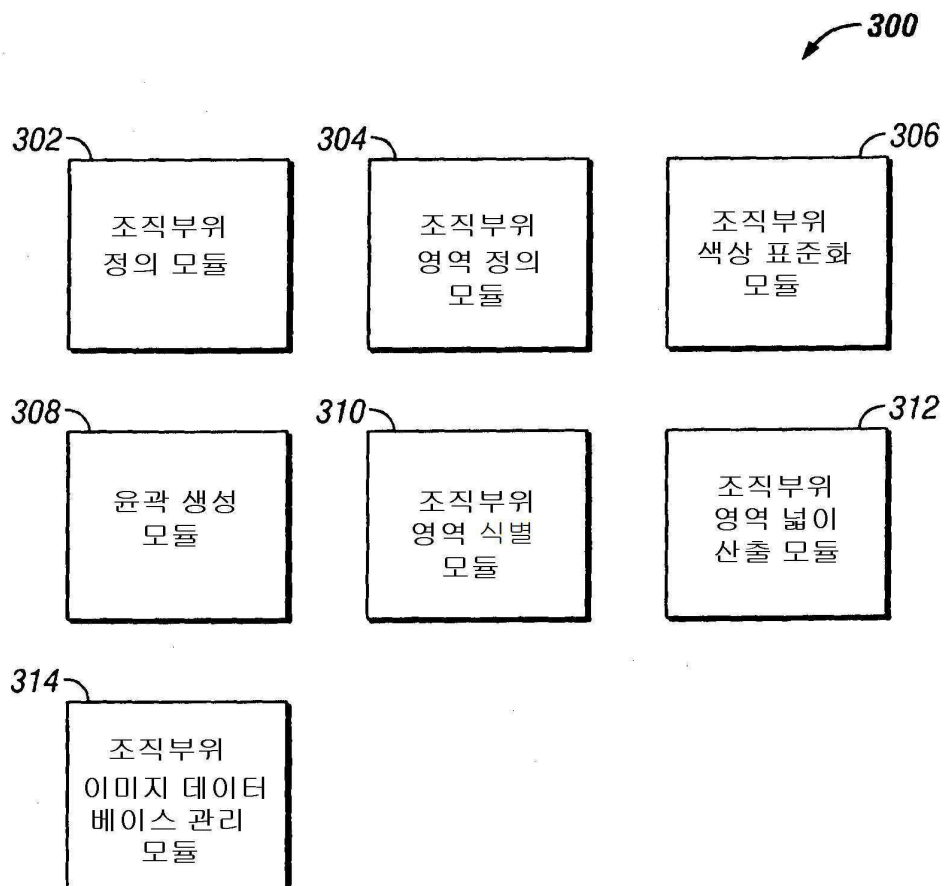 300
302
조직부위
정의 모듈
304
조직부위
영역 정의
모듈
306
조직부위
색상 표준화
모듈
308
윤곽 생성
모듈
310
조직부위
영역 식별
모듈
312
조직부위
영역 넓이
산출 모듈
314
조직부위
이미지 데이터
베이스 관리
모듈